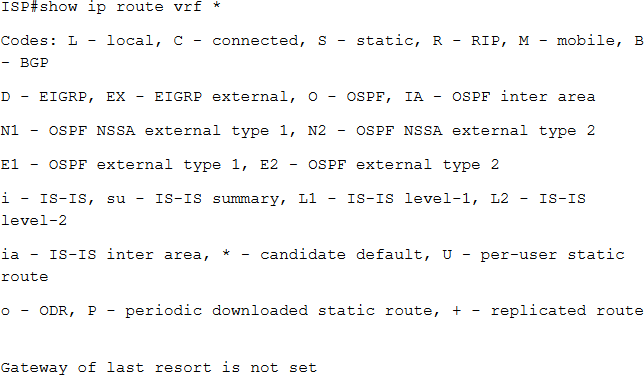 ISP#show ip route vrf *
Codes: L - local, C - connected, S - static, R - RIP, M - mobile, B
- BGP
D - EIGRP, EX - EIGRP external, O - OSPF, IA - OSPF inter area
N1 - OSPF NSSA external type 1, N2 - OSPF NSSA external type 2
E1 - OSPF external type 1, E2 - OSPF external type 2
i - IS-IS, su - IS-IS summary, L1 - IS-IS level-1, L2 - IS-IS
level-2
ia - IS-IS inter area, * - candidate default, U - per-user static
route
o - ODR, P - periodic downloaded static route, + - replicated route
Gateway of last resort is not set